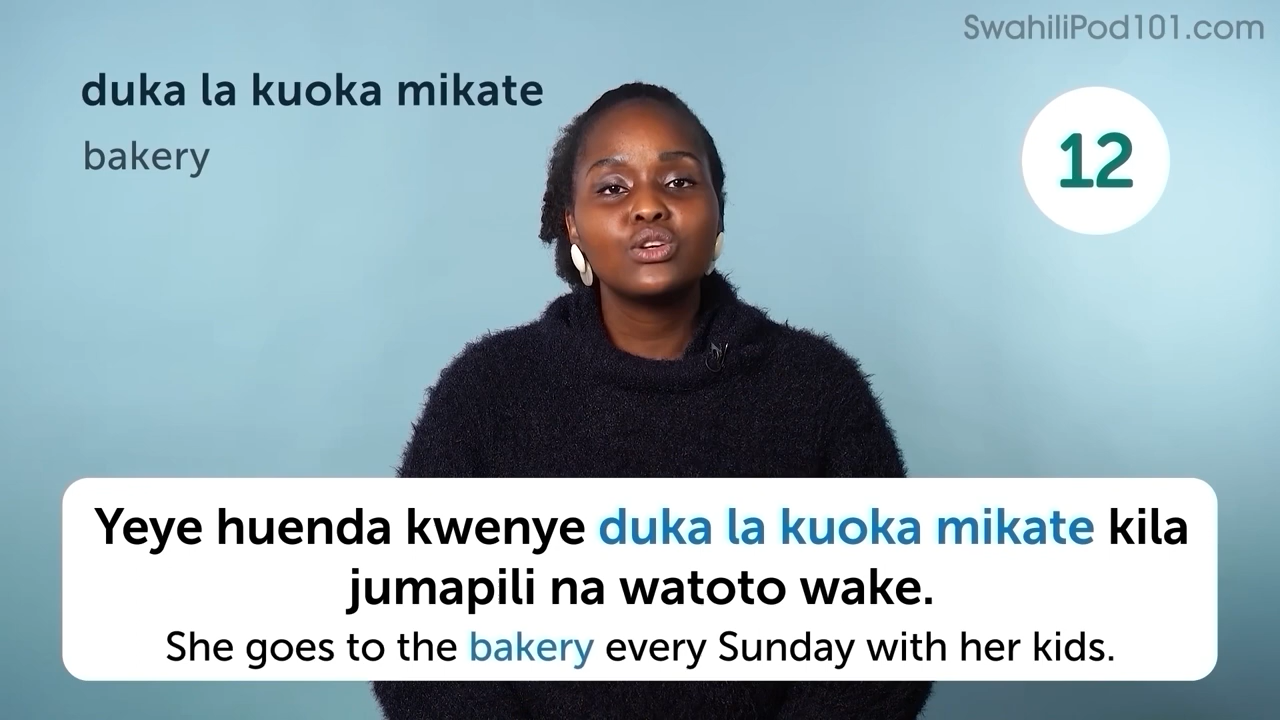 SwahiliPod101.com
duka la kuoka mikate
bakery
12
Yeye huenda kwenye duka la kuoka mikate kila
jumapili na watoto wake.
She goes to the bakery every Sunday with her kids.